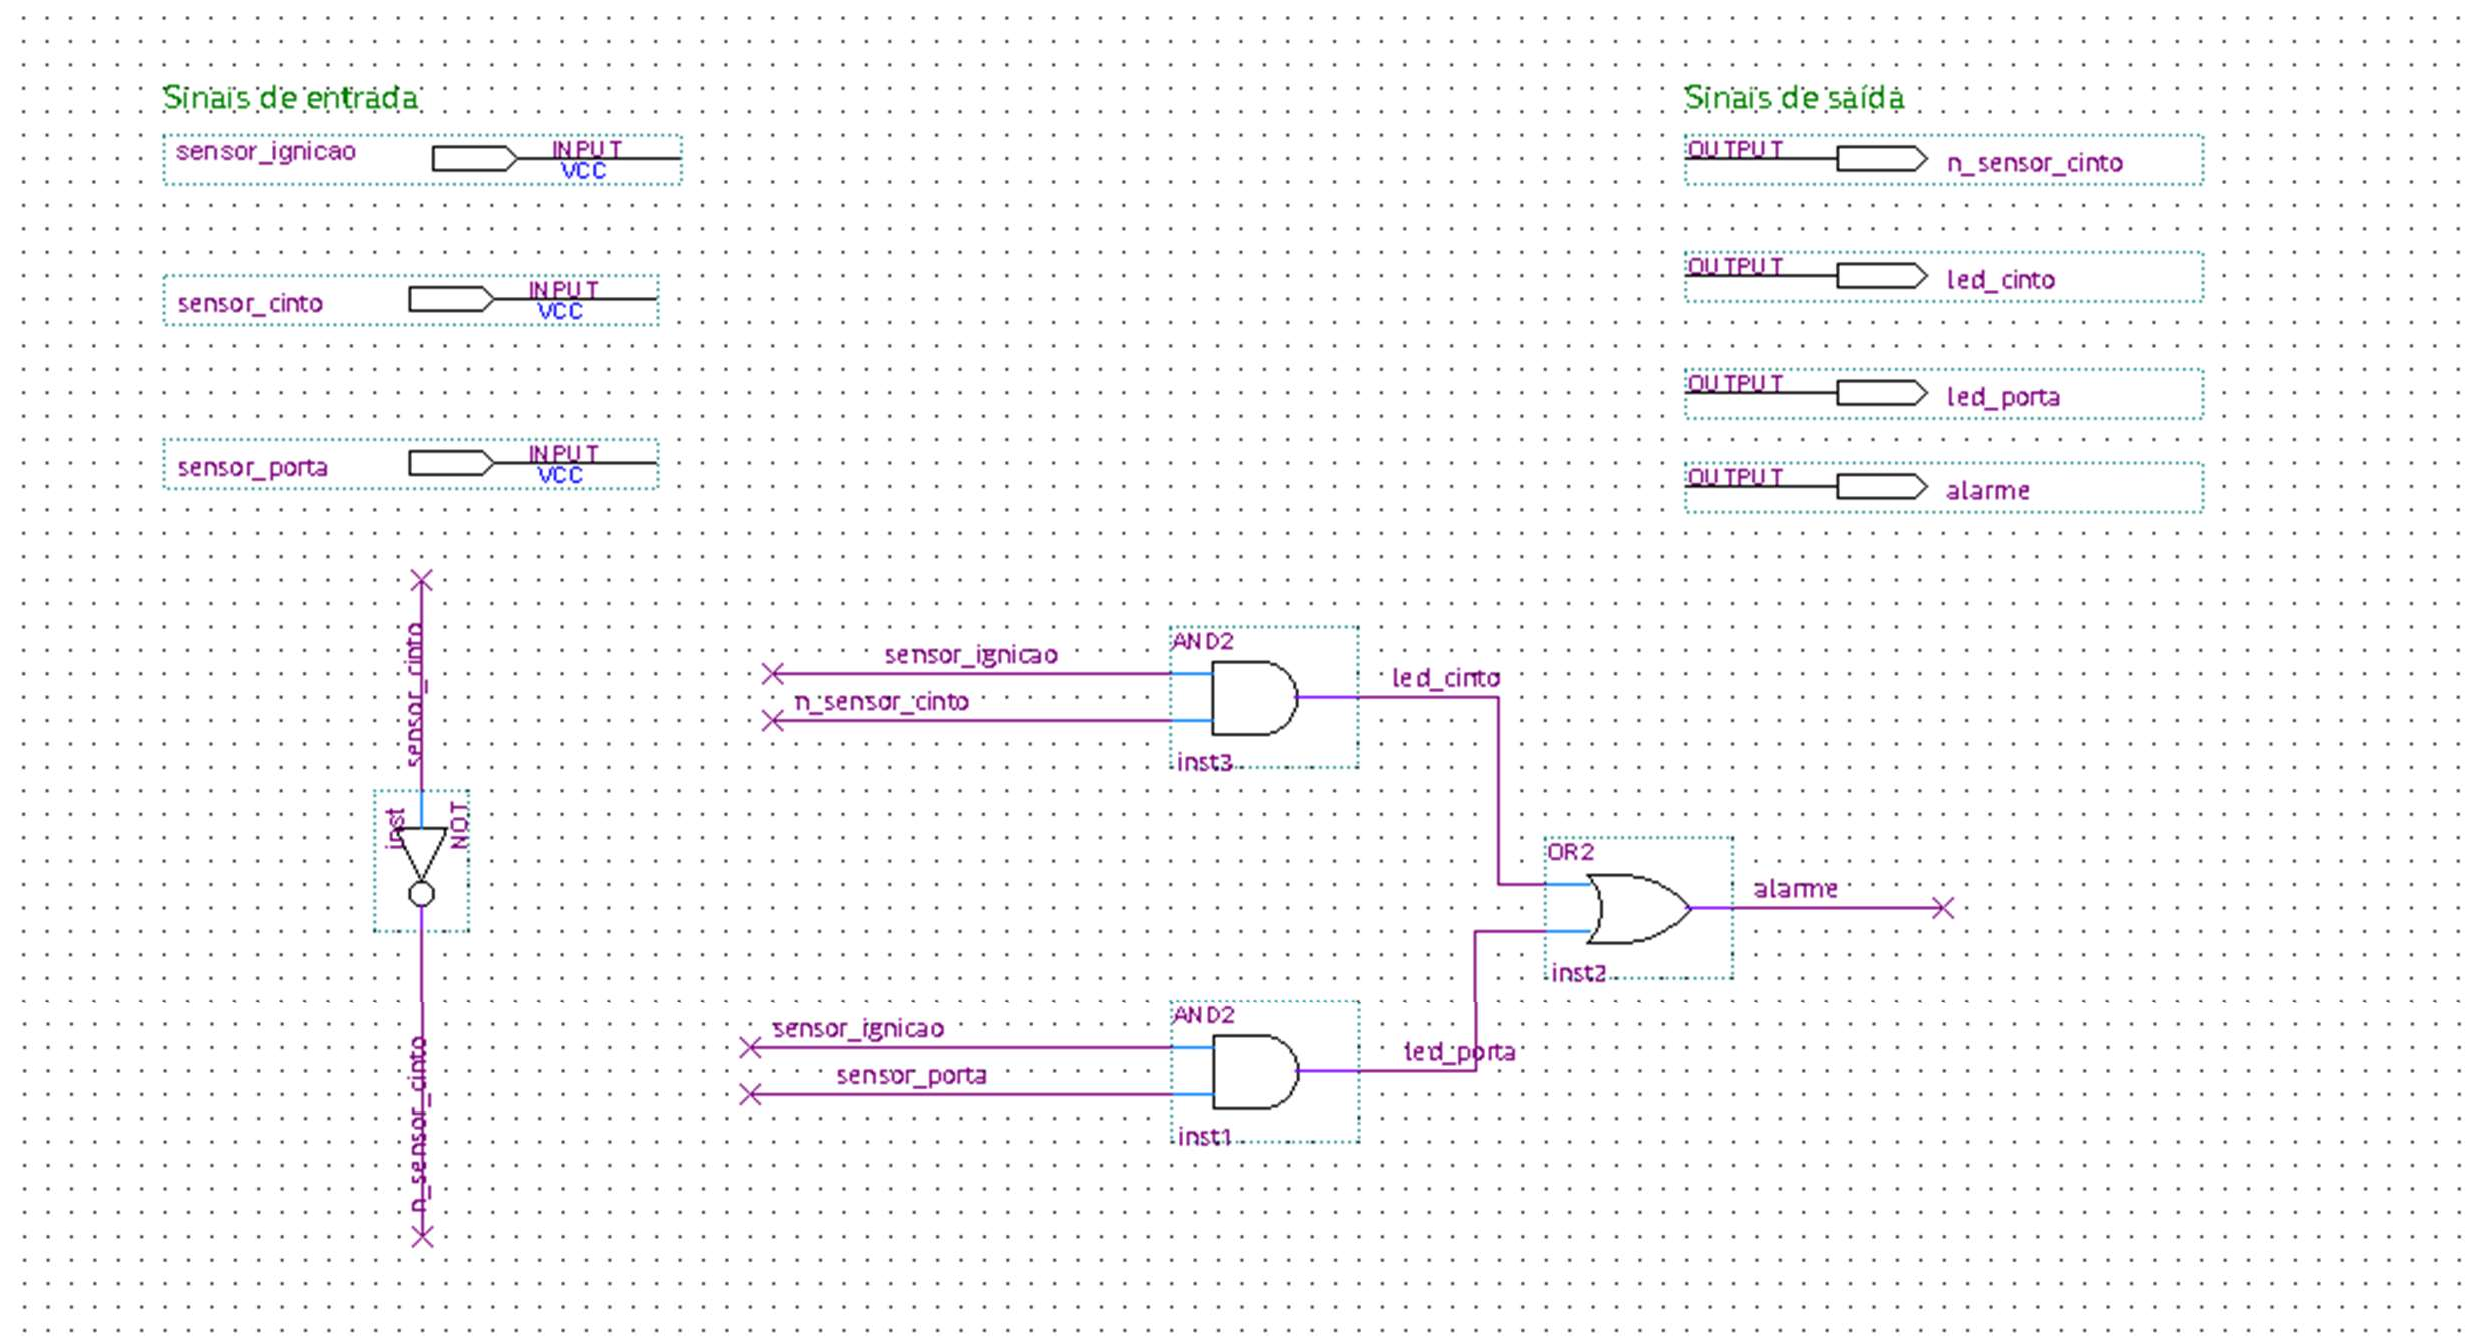 Sinais de entrada
sensor_ignicao
INPUT
VCC
sensor_cinto
INPUT
VCC
sensor_porta
INPUT
VCC
Sinais de saída
OUTPUT
n_sensor_cinto
OUTPUT
led_cinto
OUTPUT
led_porta
OUTPUT
alarme
sensor_cinto
inst
NOT
n_sensor_cinto
AND2
sensor_ignicao
n_sensor_cinto
led_cinto
inst3
OR2
alarme
inst2
AND2
sensor_ignicao
sensor_porta
led_porta
inst1